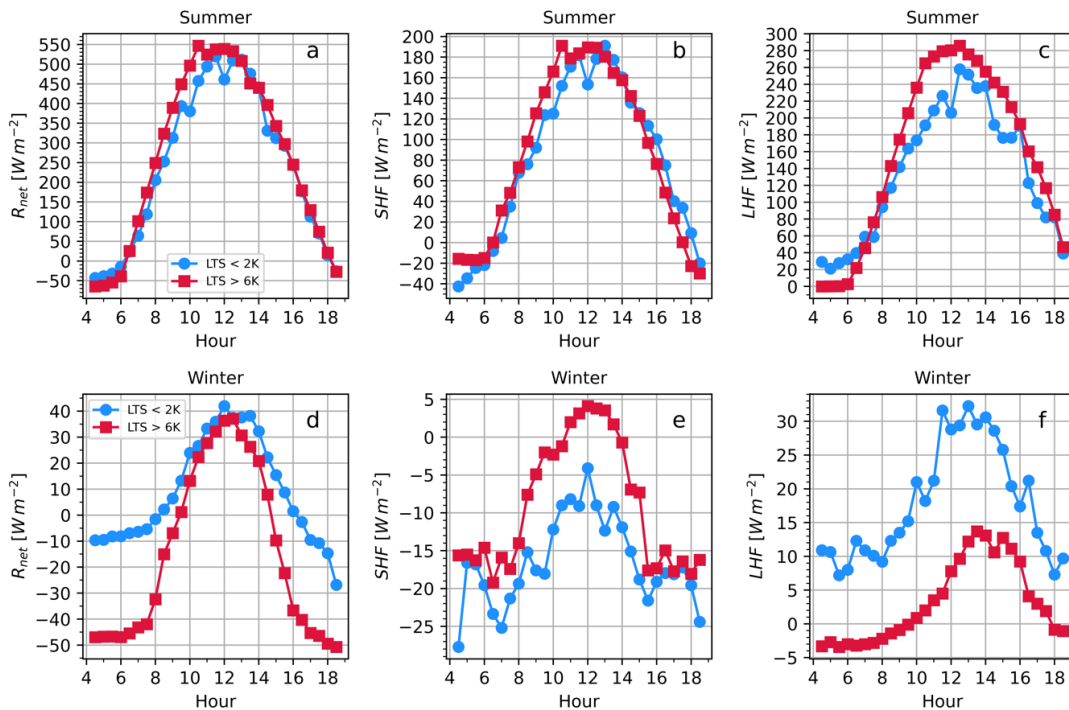 Summer
Summer
Summer
a
b
c
R_net [W m⁻²]
550
500
450
400
350
300
250
200
150
100
50
0
−50
LTS < 2K
LTS > 6K
4 6 8 10 12 14 16 18
Hour
SHF [W m⁻²]
200
180
160
140
120
100
80
60
40
20
0
−20
−40
4 6 8 10 12 14 16 18
Hour
LHF [W m⁻²]
300
280
260
240
220
200
180
160
140
120
100
80
60
40
20
0
4 6 8 10 12 14 16 18
Hour
Winter
Winter
Winter
d
e
f
R_net [W m⁻²]
LTS < 2K
LTS > 6K
40
30
20
10
0
−10
−20
−30
−40
−50
4 6 8 10 12 14 16 18
Hour
SHF [W m⁻²]
5
0
−5
−10
−15
−20
−25
4 6 8 10 12 14 16 18
Hour
LHF [W m⁻²]
30
25
20
15
10
5
0
−5
4 6 8 10 12 14 16 18
Hour